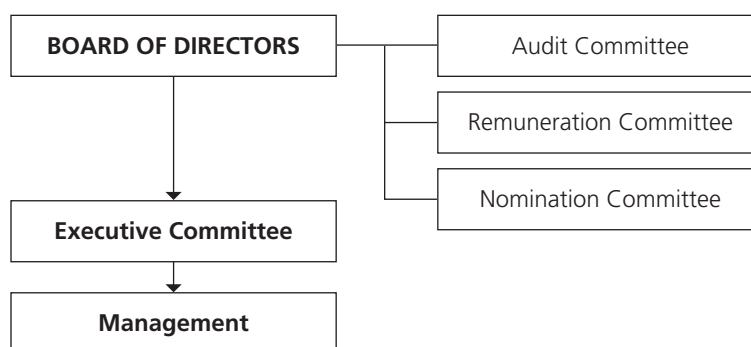 BOARD OF DIRECTORS
Audit Committee
Remuneration Committee
Nomination Committee
Executive Committee
Management